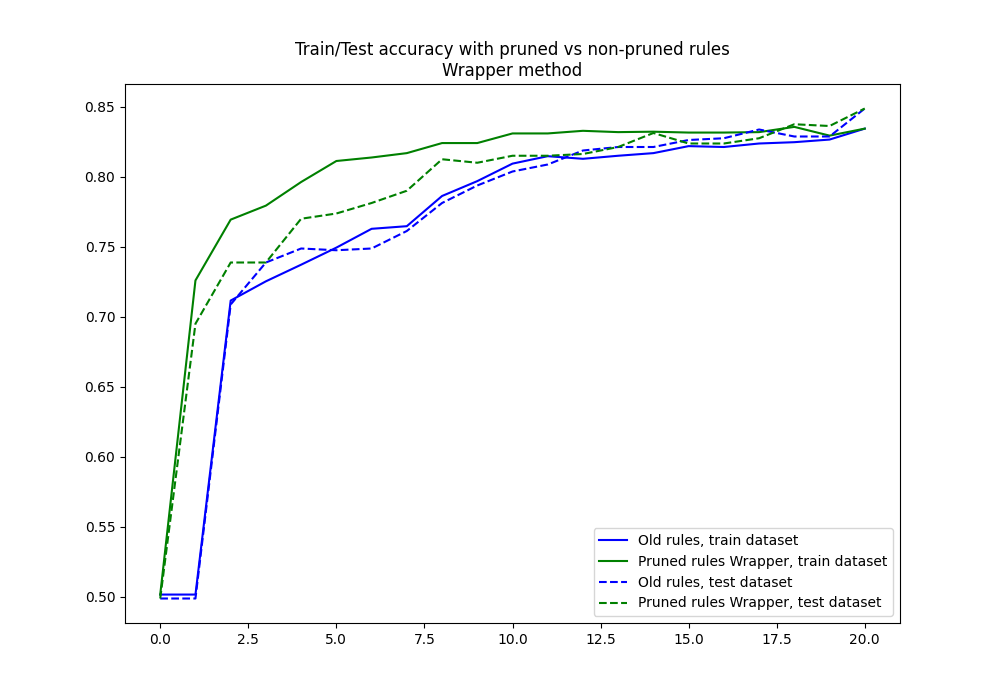 Train/Test accuracy with pruned vs non-pruned rules
Wrapper method
0.85
0.80
0.75
0.70
0.65
0.60
0.55
0.50
Old rules, train dataset
Pruned rules Wrapper, train dataset
Old rules, test dataset
Pruned rules Wrapper, test dataset
0.0 2.5 5.0 7.5 10.0 12.5 15.0 17.5 20.0